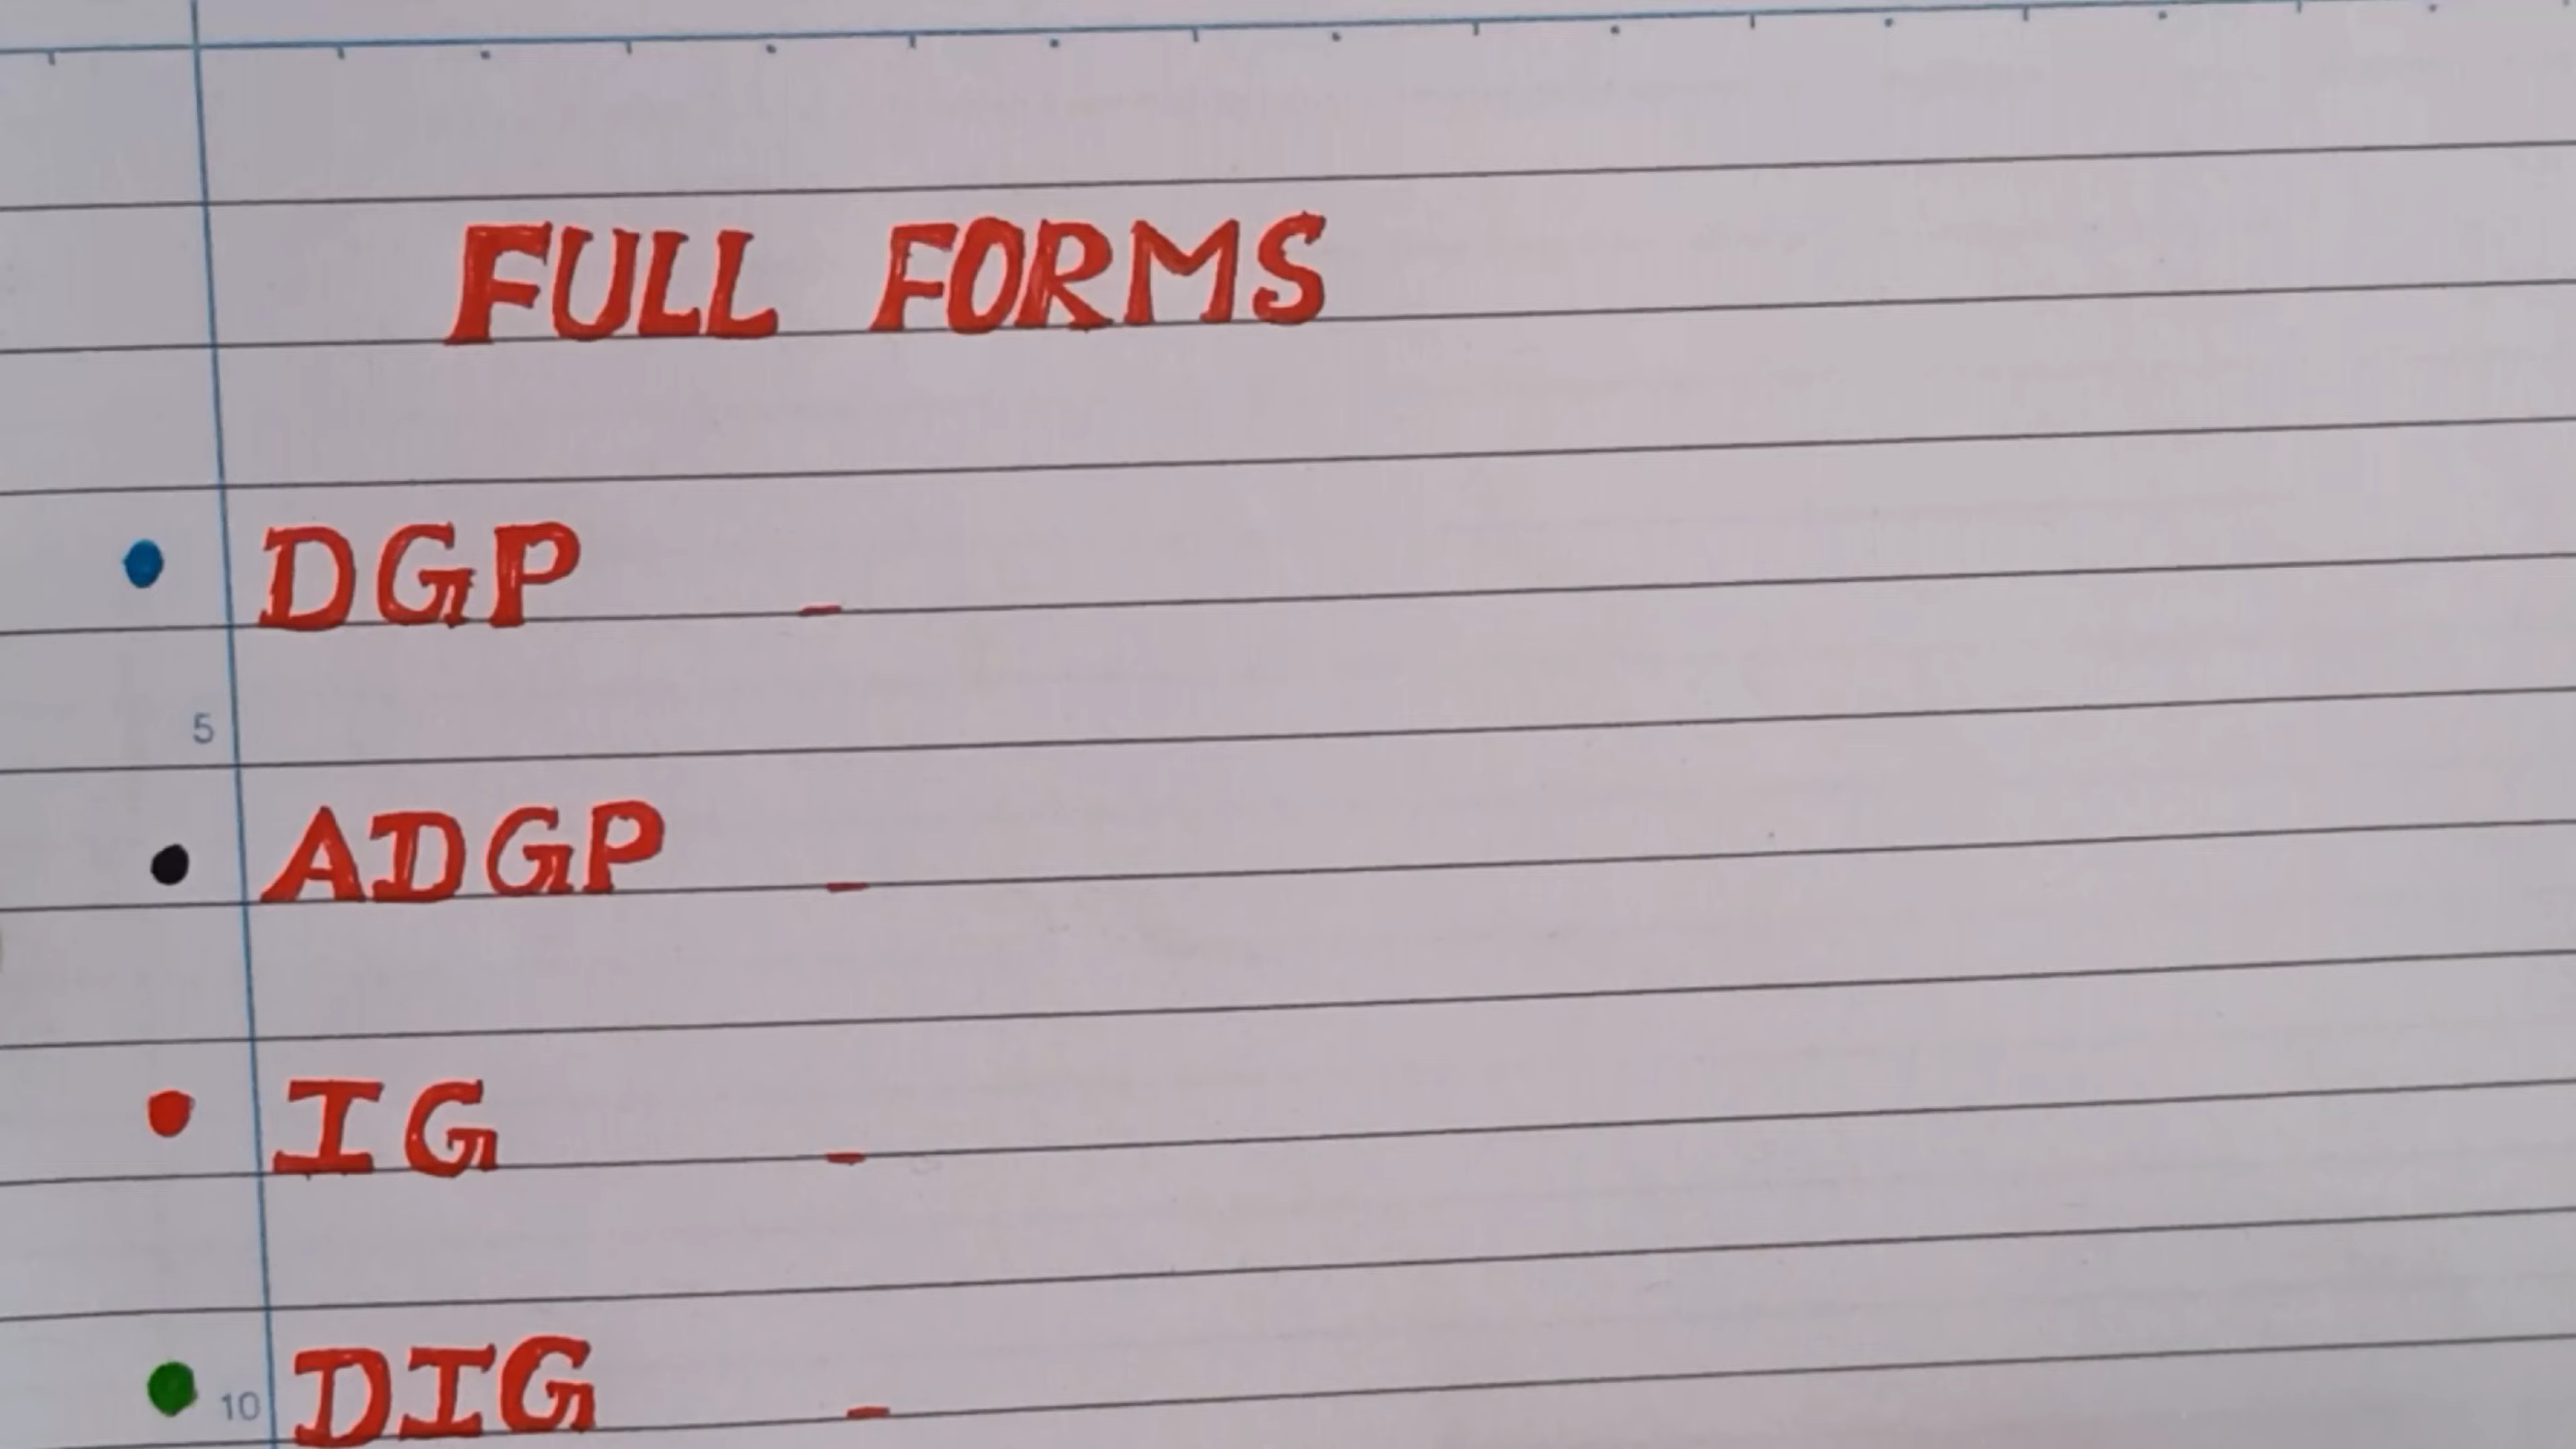 FULL FORMS
• DGP -
5
• ADGP -
• IG -
• 10 DIG -